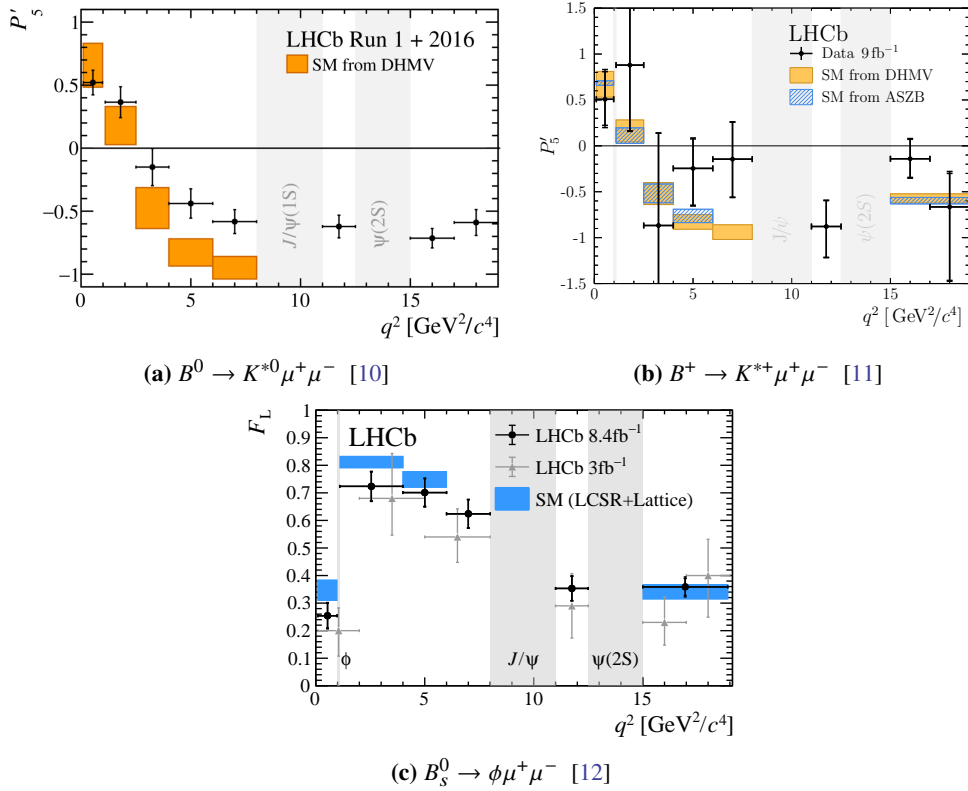 P′5
1
0.5
0
−0.5
−1
LHCb Run 1 + 2016
SM from DHMV
J/ψ(1S)
ψ(2S)
0 5 10 15
q² [GeV²/c⁴]
(a) B⁰ → K*⁰μ⁺μ⁻ [10]
P′5
1.5
1
0.5
0
-0.5
-1
-1.5
LHCb
Data 9 fb⁻¹
SM from DHMV
SM from ASZB
J/ψ
ψ(2S)
0 5 10 15
q² [GeV²/c⁴]
(b) B⁺ → K*⁺μ⁺μ⁻ [11]
F_L
1
0.9
0.8
0.7
0.6
0.5
0.4
0.3
0.2
0.1
0
LHCb
LHCb 8.4fb⁻¹
LHCb 3fb⁻¹
SM (LCSR+Lattice)
ϕ
J/ψ
ψ(2S)
0 5 10 15
q² [GeV²/c⁴]
(c) B⁰ₛ → ϕμ⁺μ⁻ [12]